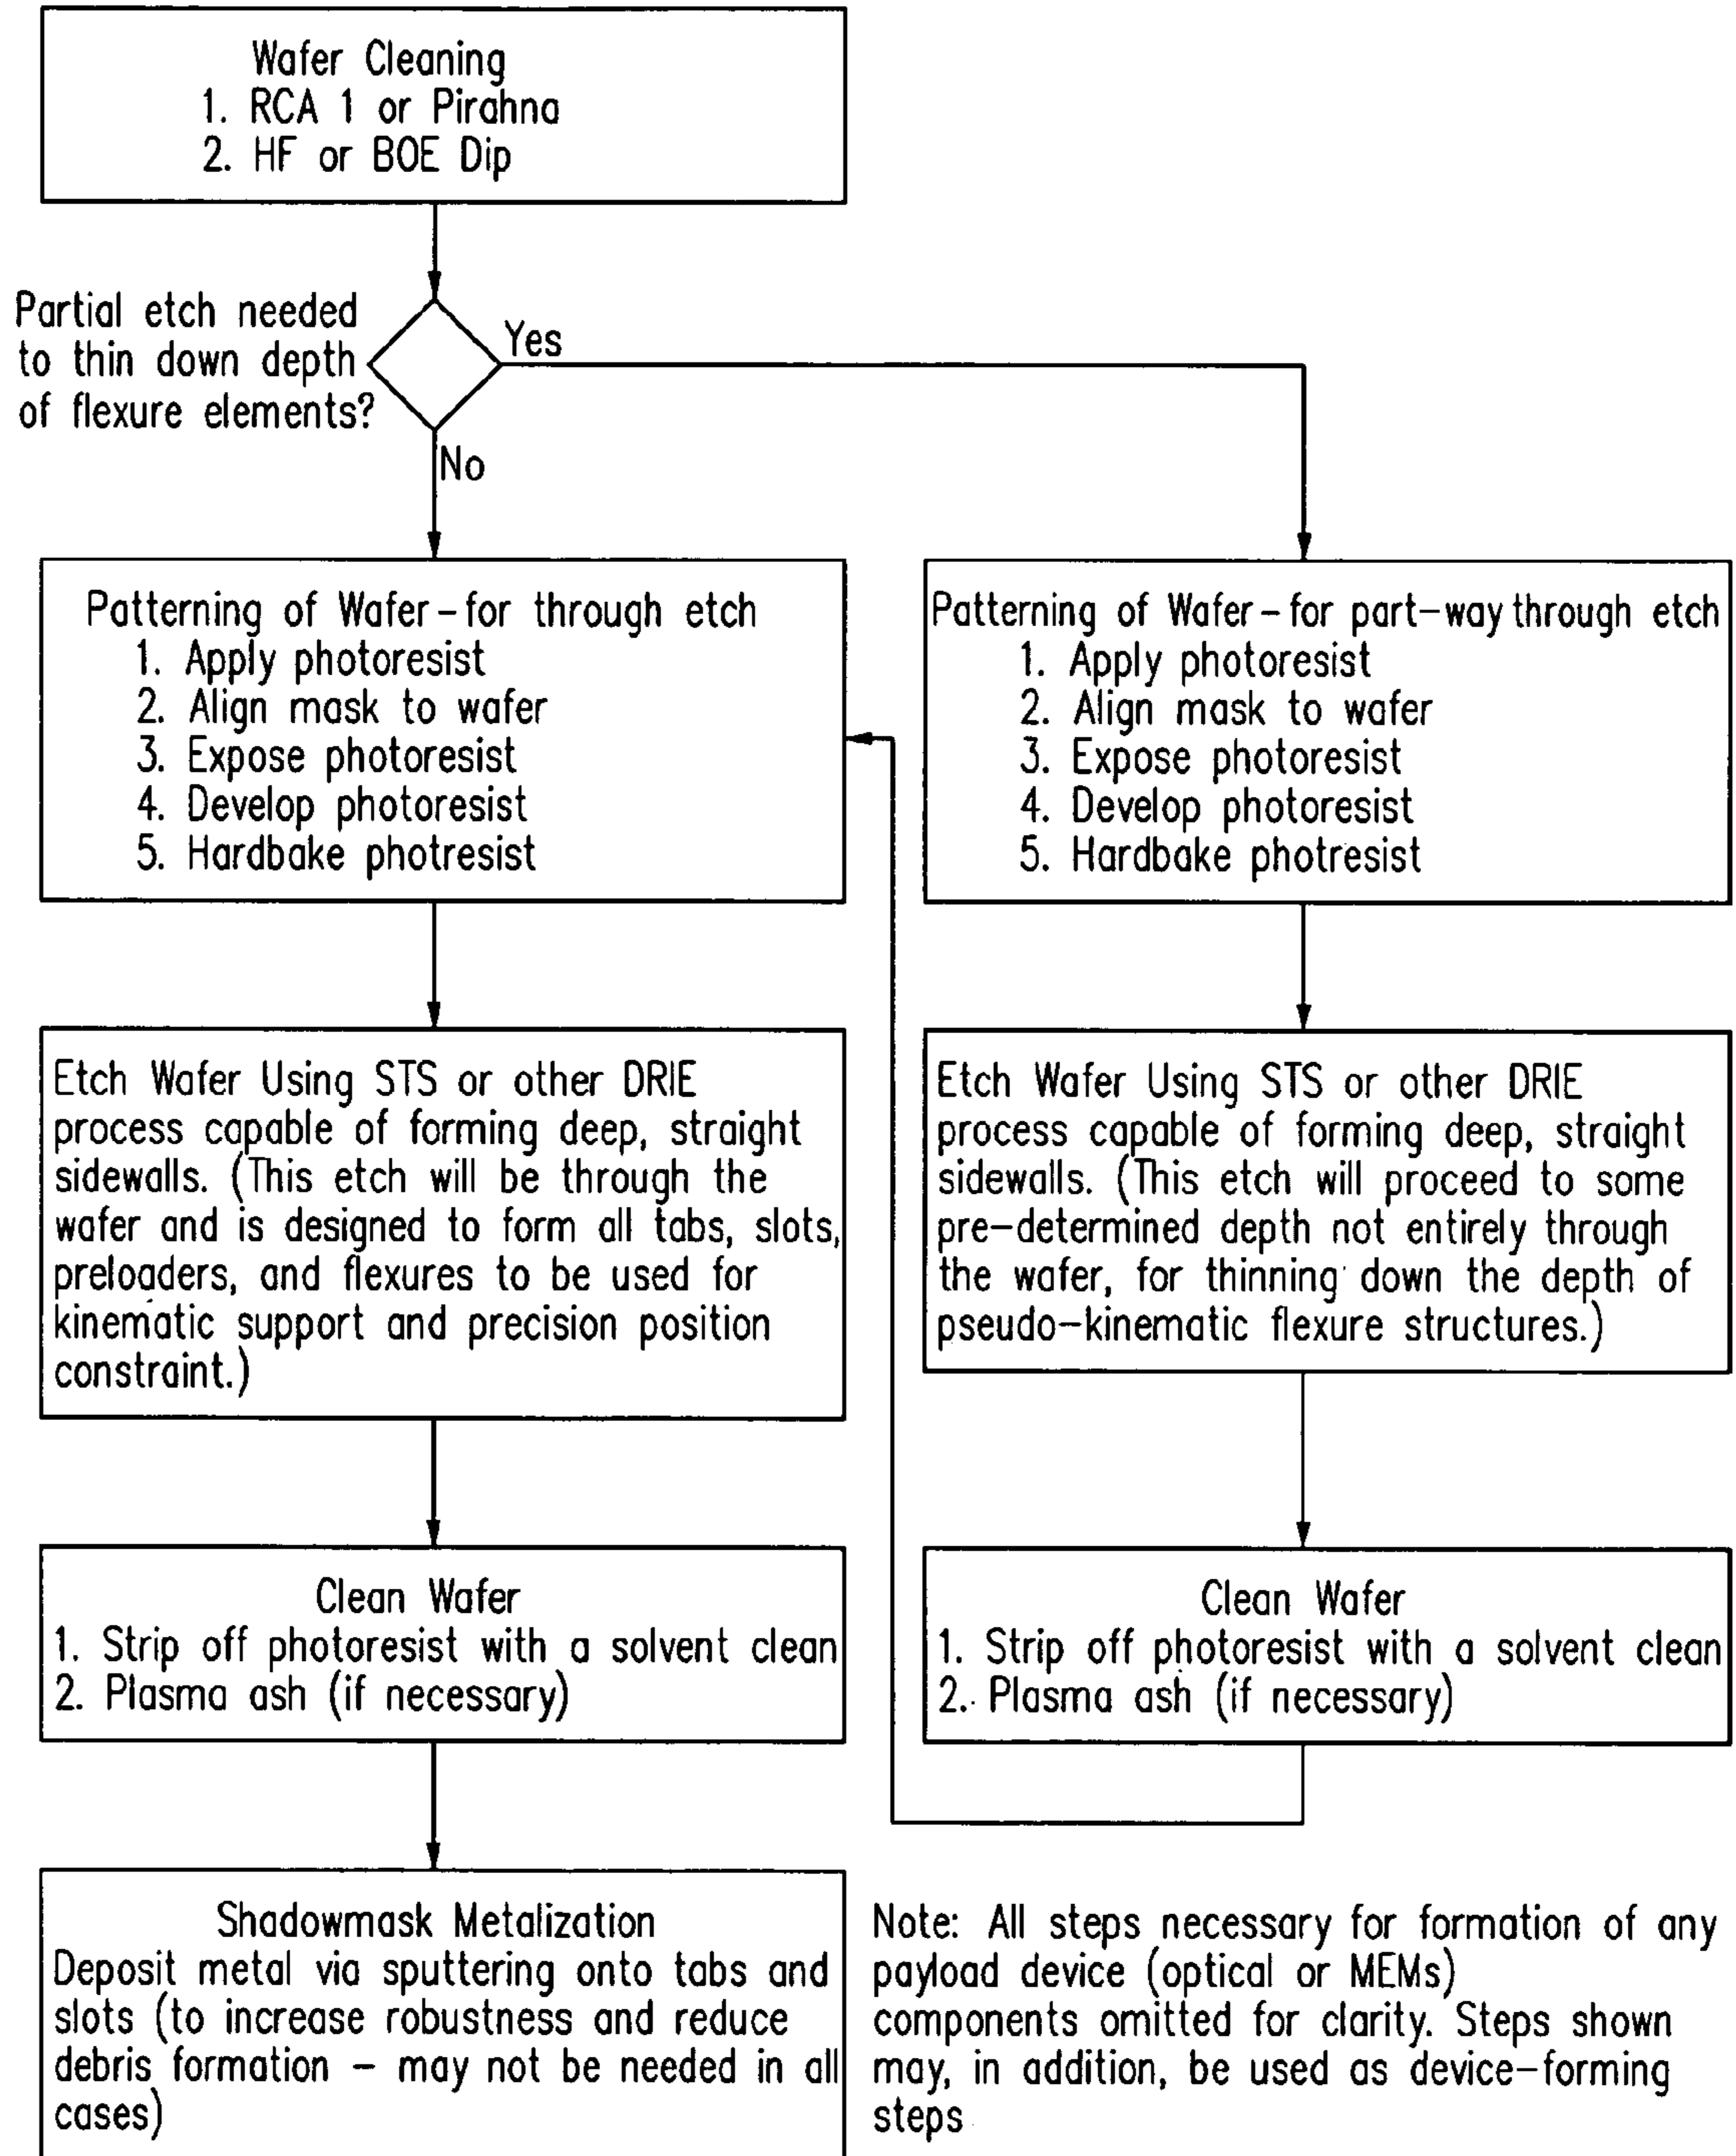 Wafer Cleaning
1. RCA 1 or Pirahna
2. HF or BOE Dip
Partial etch needed
to thin down depth
of flexure elements?
Yes
No
Patterning of Wafer – for through etch
1. Apply photoresist
2. Align mask to wafer
3. Expose photoresist
4. Develop photoresist
5. Hardbake photresist
Patterning of Wafer – for part-way through etch
1. Apply photoresist
2. Align mask to wafer
3. Expose photoresist
4. Develop photoresist
5. Hardbake photresist
Etch Wafer Using STS or other DRIE
process capable of forming deep, straight
sidewalls. (This etch will be through the
wafer and is designed to form all tabs, slots,
preloaders, and flexures to be used for
kinematic support and precision position
constraint.)
Etch Wafer Using STS or other DRIE
process capable of forming deep, straight
sidewalls. (This etch will proceed to some
pre-determined depth not entirely through
the wafer, for thinning down the depth of
pseudo-kinematic flexure structures.)
Clean Wafer
1. Strip off photoresist with a solvent clean
2. Plasma ash (if necessary)
Clean Wafer
1. Strip off photoresist with a solvent clean
2. Plasma ash (if necessary)
Shadowmask Metalization
Deposit metal via sputtering onto tabs and
slots (to increase robustness and reduce
debris formation – may not be needed in all
cases)
Note: All steps necessary for formation of any
payload device (optical or MEMs)
components omitted for clarity. Steps shown
may, in addition, be used as device-forming
steps